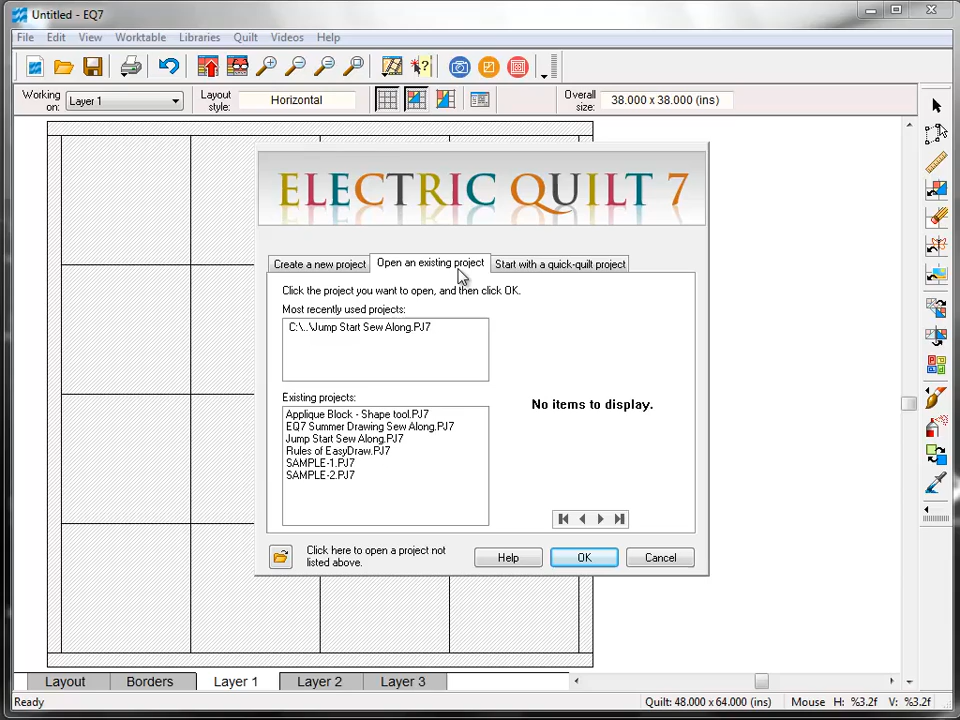 Untitled - EQ7
File Edit View Worktable Libraries Quilt Videos Help
Working on: Layer 1 Layout style: Horizontal Overall size: 38.000 x 38.000 (ins)
ELECTRIC QUILT 7
Create a new project Open an existing project Start with a quick-quilt project
Click the project you want to open, and then click OK.
Most recently used projects:
C:\..\Jump Start Sew Along.PJ7
Existing projects:
Applique Block - Shape tool.PJ7
EQ7 Summer Drawing Sew Along.PJ7
Jump Start Sew Along.PJ7
Rules of EasyDraw.PJ7
SAMPLE-1.PJ7
SAMPLE-2.PJ7
No items to display.
Click here to open a project not
listed above.
Help OK Cancel
Layout Borders Layer 1 Layer 2 Layer 3
Ready Quilt: 48.000 x 64.000 (ins) Mouse H: %3.2f V: %3.2f